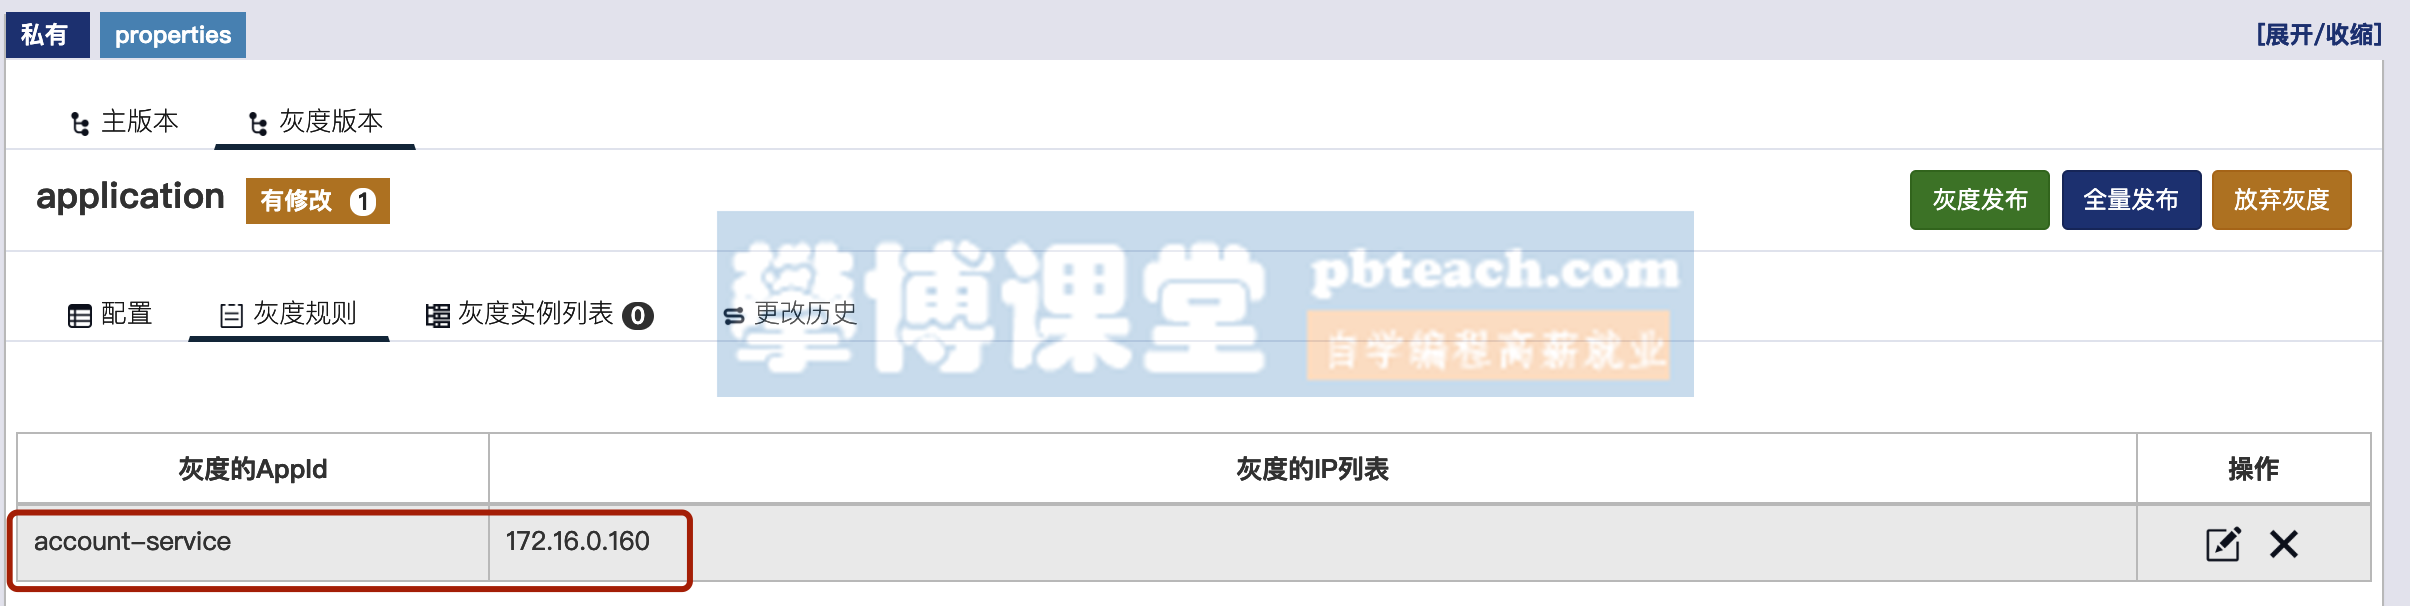 私有 properties [展开/收缩]
主版本 灰度版本
application 有修改 1 灰度发布 全量发布 放弃灰度
攀博课堂 pbteach.com
配置 灰度规则 灰度实例列表 0 更改历史
自学编程高薪就业
灰度的AppId 灰度的IP列表 操作
account-service 172.16.0.160